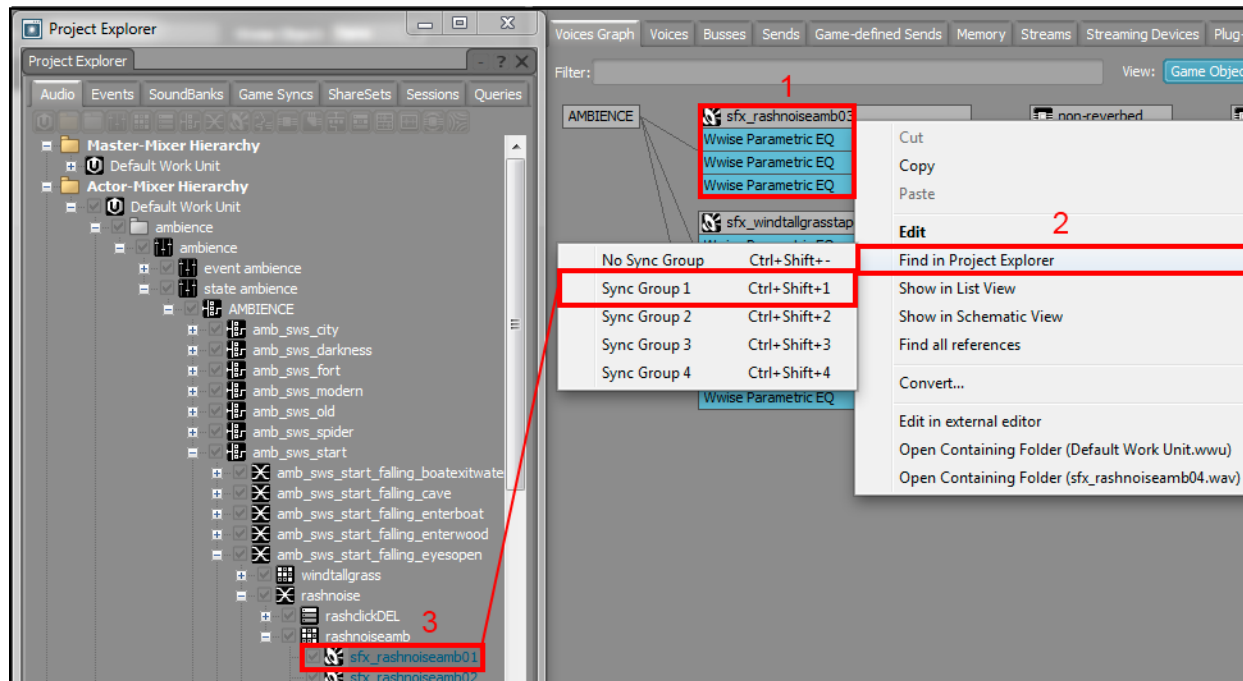 Project Explorer
Project Explorer
- ? X
Audio Events SoundBanks Game Syncs ShareSets Sessions Queries
Master-Mixer Hierarchy
Default Work Unit
Actor-Mixer Hierarchy
Default Work Unit
ambience
ambience
event ambience
state ambience
AMBIENCE
amb_sws_city
amb_sws_darkness
amb_sws_fort
amb_sws_modern
amb_sws_old
amb_sws_spider
amb_sws_start
amb_sws_start_falling_boatexitwate
amb_sws_start_falling_cave
amb_sws_start_falling_enterboat
amb_sws_start_falling_enterwood
amb_sws_start_falling_eyesopen
windtallgrass
rashnoise
rashclickDEL
rashnoiseamb
3
sfx_rashnoiseamb01
sfx_rashnoiseamb02
Voices Graph Voices Busses Sends Game-defined Sends Memory Streams Streaming Devices Plug-
Filter:
View: Game Objec
1
AMBIENCE
sfx_rashnoiseamb03
non-reverbed
Wwise Parametric EQ
Wwise Parametric EQ
Wwise Parametric EQ
sfx_windtallgrasstap
Wwise Parametric EQ
No Sync Group Ctrl+Shift+-
Sync Group 1 Ctrl+Shift+1
Sync Group 2 Ctrl+Shift+2
Sync Group 3 Ctrl+Shift+3
Sync Group 4 Ctrl+Shift+4
Cut
Copy
Paste
2
Edit
Find in Project Explorer
Show in List View
Show in Schematic View
Find all references
Convert...
Edit in external editor
Open Containing Folder (Default Work Unit.wwu)
Open Containing Folder (sfx_rashnoiseamb04.wav)